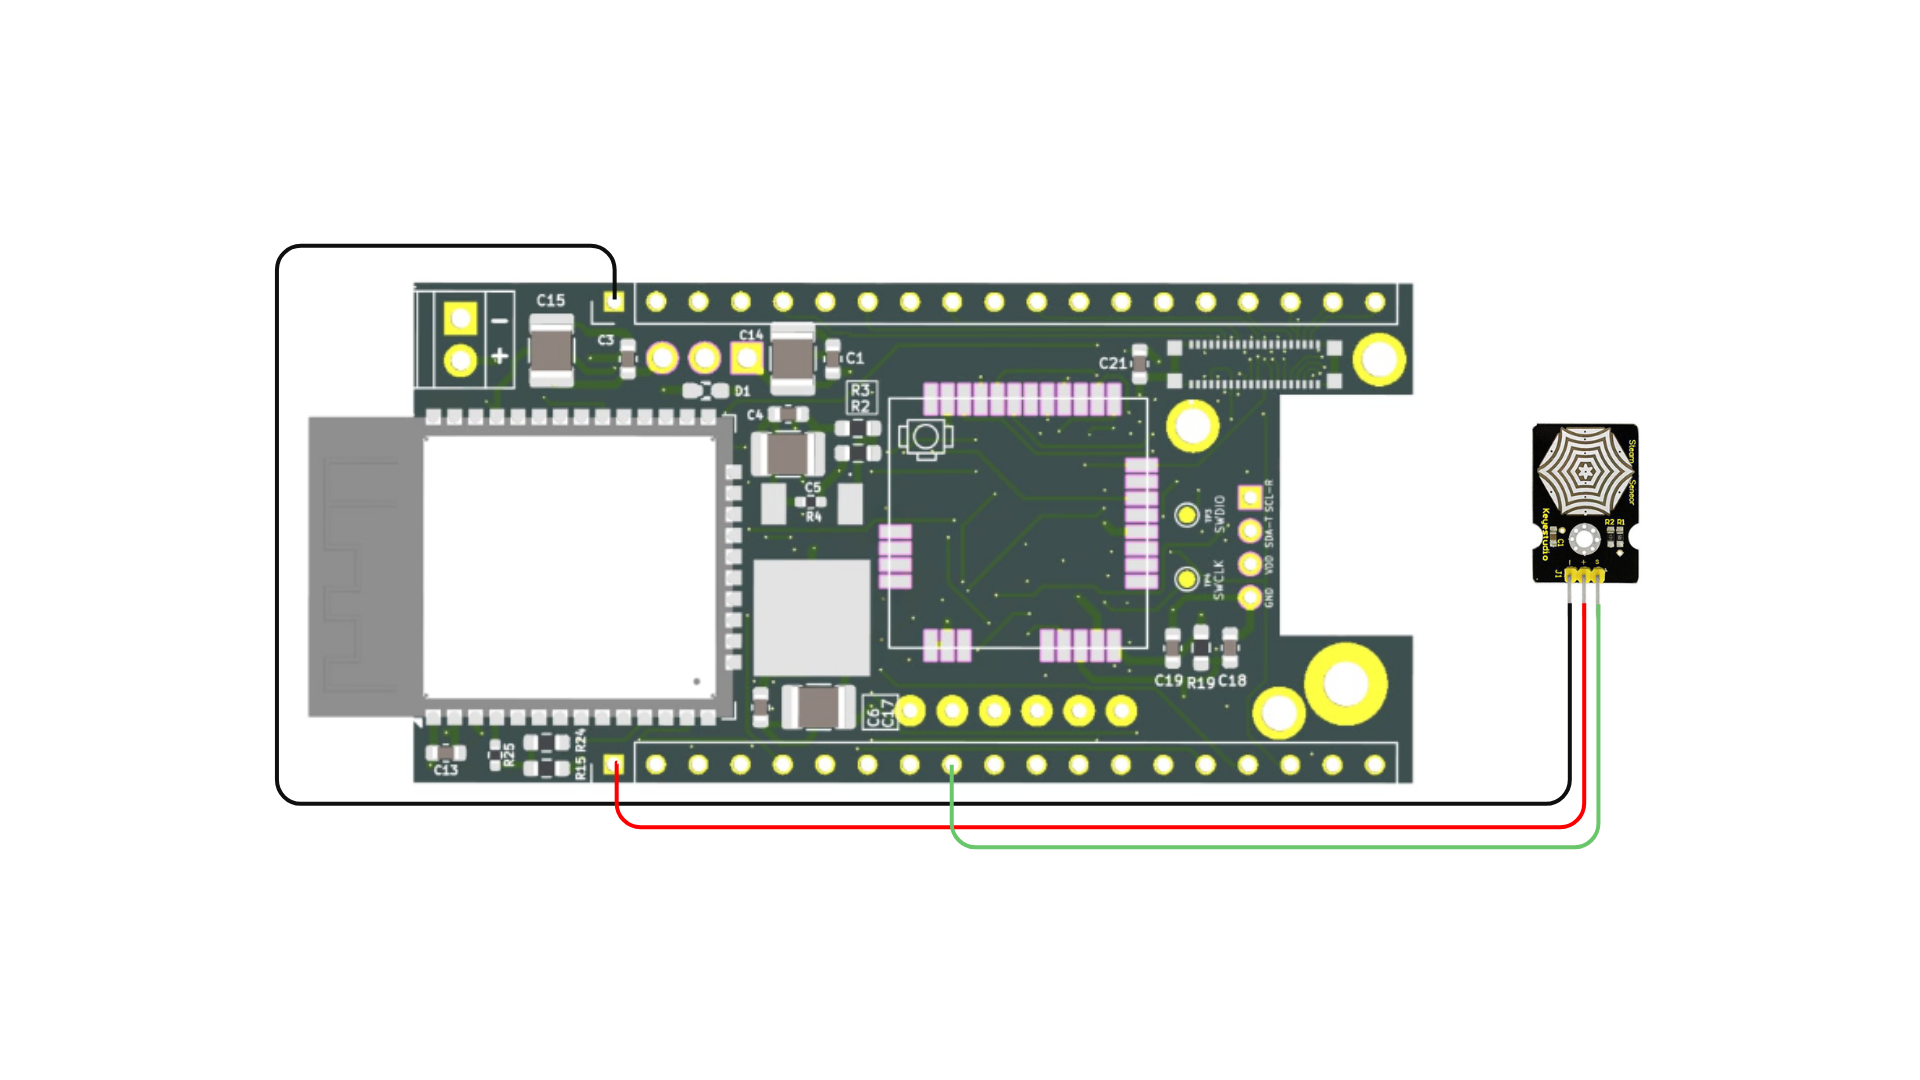 C15
−
+
C3
C14
C1
D1
C4
R3
R2
C5
R4
C21
TP3
SWDIO
TP4
SWCLK
SCL-R
SDA-T
VDD
GND
C19
R19
C18
C6
C17
C13
R25
R24
R15
Steam Sensor
Keyestudio
C1
R2
R1
J1
-
+
S